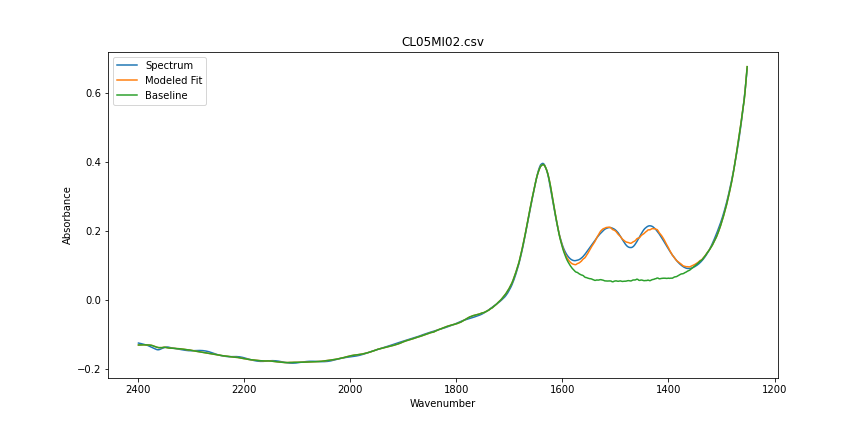 CL05MI02.csv
Spectrum
Modeled Fit
Baseline
0.6
0.4
0.2
0.0
−0.2
Absorbance
2400 2200 2000 1800 1600 1400 1200
Wavenumber